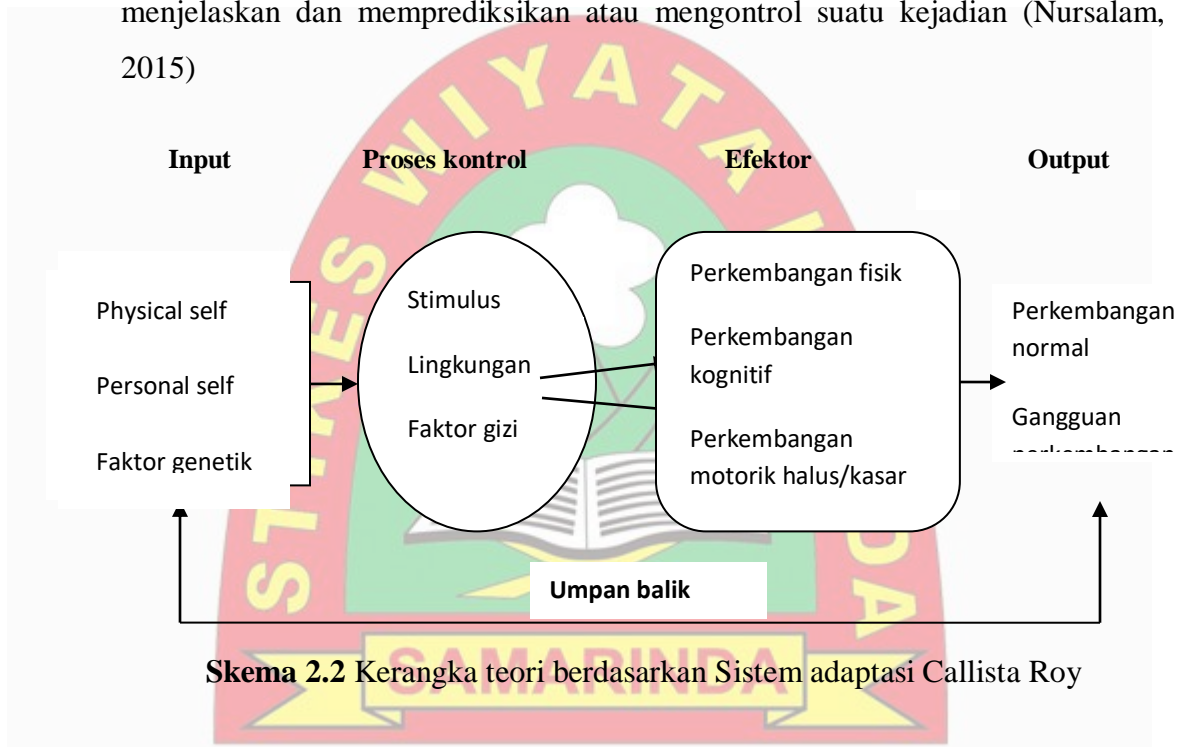 menjelaskan dan memprediksikan atau mengontrol suatu kejadian (Nursalam,
2015)
Input Proses kontrol Efektor Output
Physical self
Personal self
Faktor genetik
Stimulus
Lingkungan
Faktor gizi
Perkembangan fisik
Perkembangan
kognitif
Perkembangan
motorik halus/kasar
Perkembangan
normal
Gangguan
perkembangan
Umpan balik
Skema 2.2 Kerangka teori berdasarkan Sistem adaptasi Callista Roy
SAMARINDA